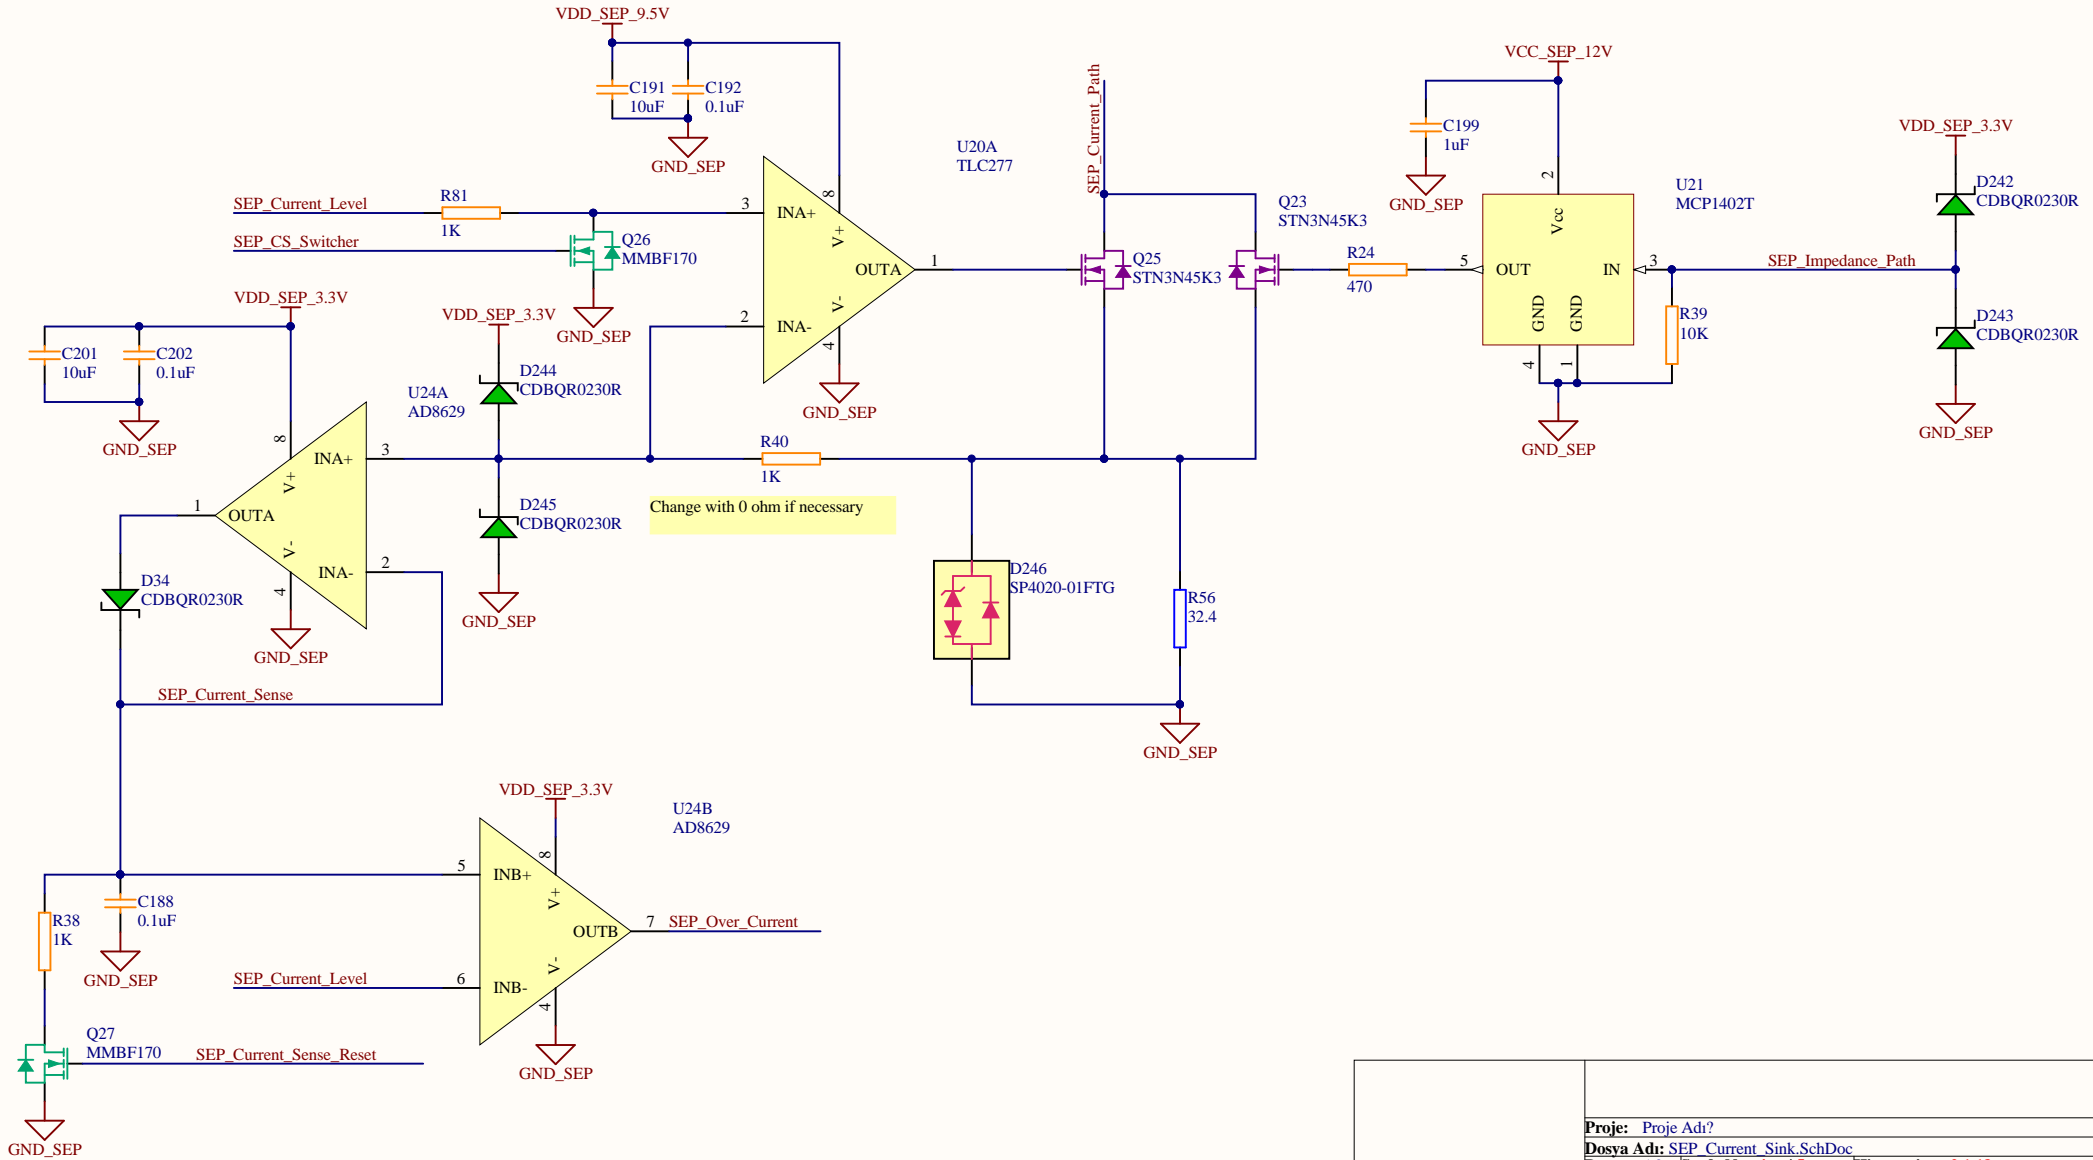 VDD_SEP_9.5V
C191
10uF
C192
0.1uF
GND_SEP
SEP_Current_Level
R81
1K
SEP_CS_Switcher
Q26
MMBF170
GND_SEP
3
INA+
8
V+
U20A
TLC277
OUTA
1
2
INA-
V-
4
GND_SEP
SEP_Current_Path
Q25
STN3N45K3
Q23
STN3N45K3
R24
470
VCC_SEP_12V
C199
1uF
GND_SEP
2
Vcc
U21
MCP1402T
5
OUT
IN
3
GND
GND
4
1
GND_SEP
SEP_Impedance_Path
R39
10K
VDD_SEP_3.3V
D242
CDBQR0230R
D243
CDBQR0230R
GND_SEP
VDD_SEP_3.3V
C201
10uF
C202
0.1uF
GND_SEP
VDD_SEP_3.3V
D244
CDBQR0230R
U24A
AD8629
8
V+
INA+
3
1
OUTA
V-
4
INA-
2
GND_SEP
D245
CDBQR0230R
GND_SEP
R40
1K
Change with 0 ohm if necessary
D246
SP4020-01FTG
R56
32.4
GND_SEP
D34
CDBQR0230R
SEP_Current_Sense
VDD_SEP_3.3V
U24B
AD8629
5
INB+
8
V+
OUTB
7
SEP_Over_Current
SEP_Current_Level
6
INB-
V-
4
GND_SEP
R38
1K
C188
0.1uF
GND_SEP
Q27
MMBF170
SEP_Current_Sense_Reset
GND_SEP
Proje: Proje Adı?
Dosya Adı: SEP_Current_Sink.SchDoc